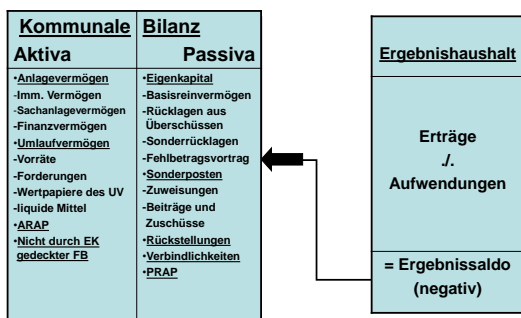 Kommunale Bilanz
Aktiva
•Anlagevermögen
-Imm. Vermögen
-Sachanlagevermögen
-Finanzvermögen
•Umlaufvermögen
-Vorräte
-Forderungen
-Wertpapiere des UV
-liquide Mittel
•ARAP
•Nicht durch EK
gedeckter FB
Passiva
•Eigenkapital
-Basisreinvermögen
-Rücklagen aus
Überschüssen
-Sonderrücklagen
-Fehlbetragsvortrag
•Sonderposten
-Zuweisungen
-Beiträge und
Zuschüsse
•Rückstellungen
•Verbindlichkeiten
•PRAP
Ergebnishaushalt
Erträge
./.
Aufwendungen
= Ergebnissaldo
(negativ)